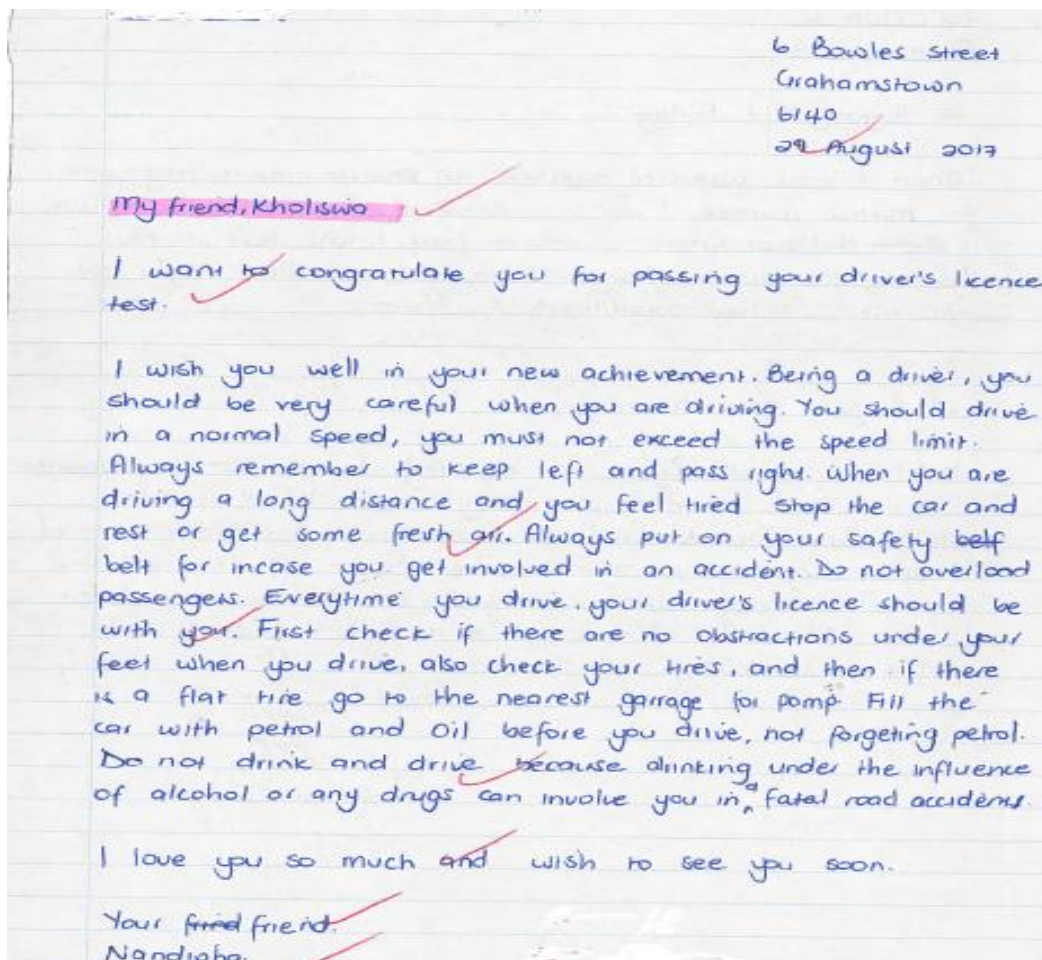 6 Bowles Street
Grahamstown
6140
29 August 2017
My friend, Kholiswa
I want to congratulate you for passing your driver's licence
test.
I wish you well in your new achievement. Being a driver, you
should be very careful when you are driving. You should drive
in a normal speed, you must not exceed the speed limit.
Always remember to keep left and pass right. When you are
driving a long distance and you feel tired stop the car and
rest or get some fresh air. Always put on your safety belf
belt for incase you get involved in an accident. Do not overload
passengers. Everytime you drive, your driver's licence should be
with you. First check if there are no obstractions under your
feet when you drive, also check your tires, and then if there
is a flat tire go to the nearest garrage for pomp. Fill the
car with petrol and Oil before you drive, not forgeting petrol.
Do not drink and drive because drinking under the influence
of alcohol or any drugs can involve you in a fatal road accidents.
I love you so much and wish to see you soon.
Your frind friend.